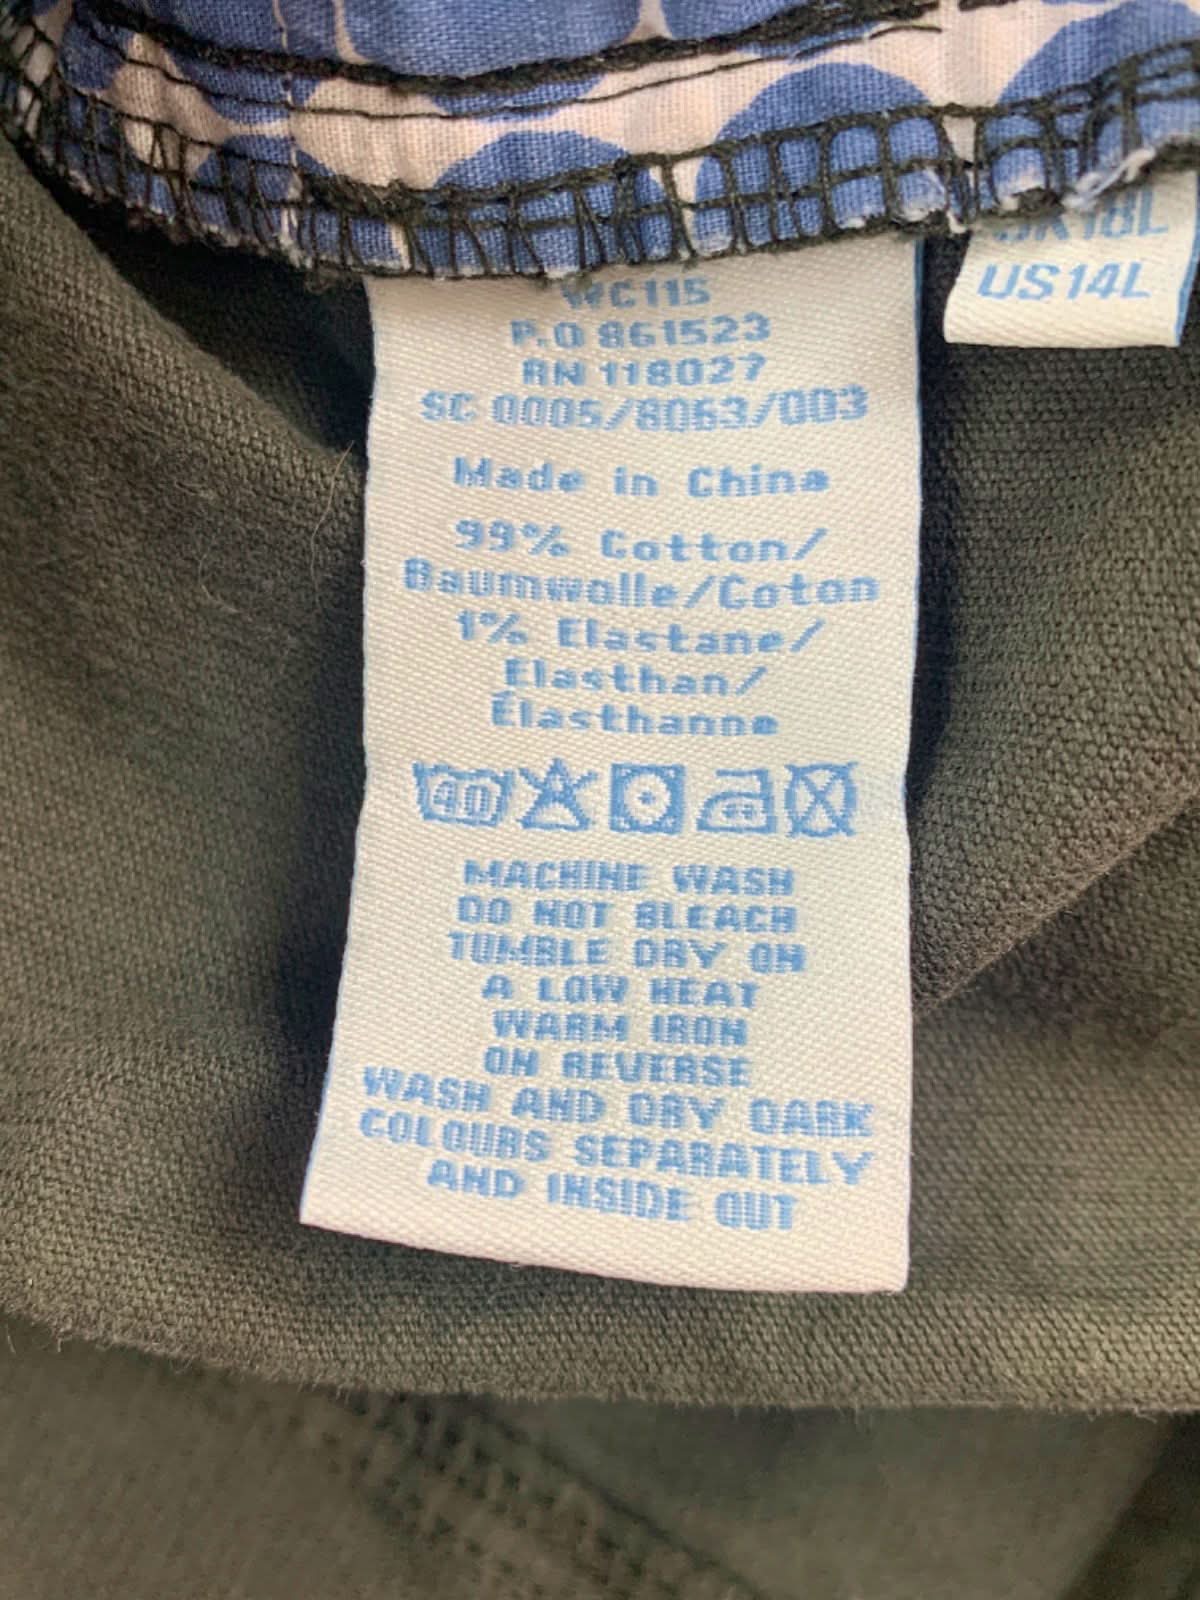 WC115
P.O 861523
RN 118027
SC 0005/8063/003
Made in China
99% Cotton/
Baumwolle/Coton
1% Elastane/
Elasthan/
Élasthanne
40
MACHINE WASH
DO NOT BLEACH
TUMBLE DRY ON
A LOW HEAT
WARM IRON
ON REVERSE
WASH AND DRY DARK
COLOURS SEPARATELY
AND INSIDE OUT
US14L